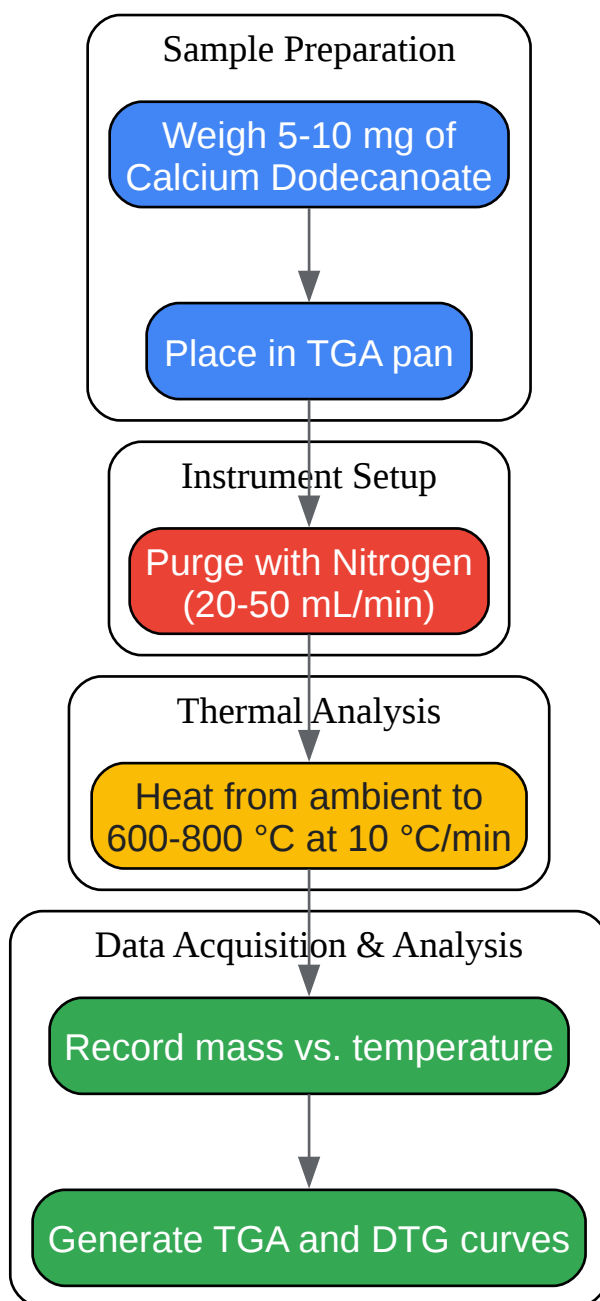 Sample Preparation
Weigh 5-10 mg of
Calcium Dodecanoate
Place in TGA pan
Instrument Setup
Purge with Nitrogen
(20-50 mL/min)
Thermal Analysis
Heat from ambient to
600-800 °C at 10 °C/min
Data Acquisition & Analysis
Record mass vs. temperature
Generate TGA and DTG curves